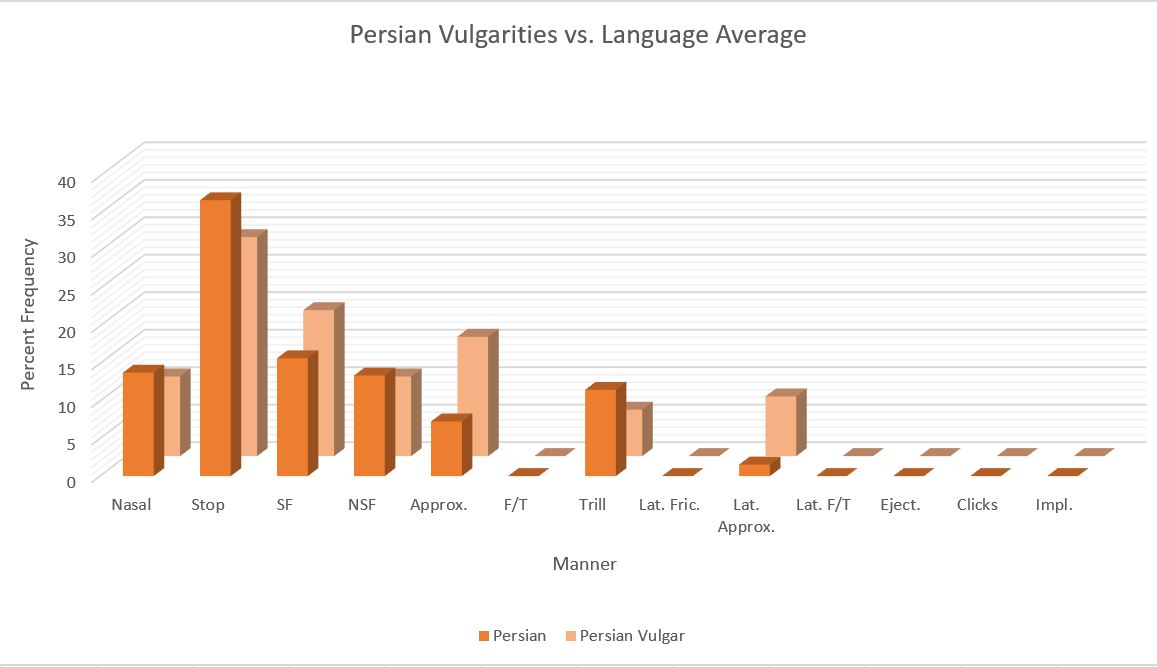 Persian Vulgarities vs. Language Average
Percent Frequency
40
35
30
25
20
15
10
5
0
Nasal Stop SF NSF Approx. F/T Trill Lat. Fric. Lat. Approx. Lat. F/T Eject. Clicks Impl.
Manner
Persian Persian Vulgar